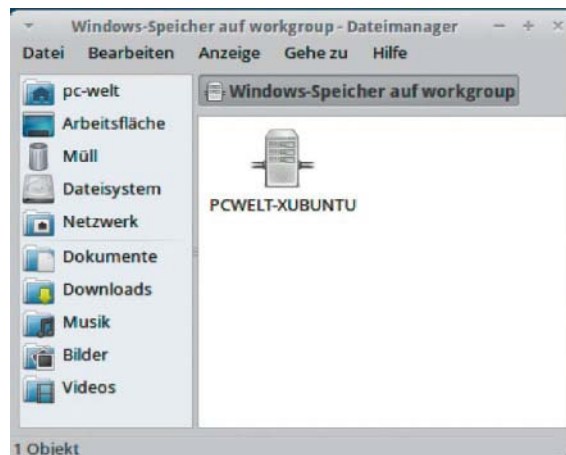 Windows-Speicher auf workgroup - Dateimanager
Datei Bearbeiten Anzeige Gehe zu Hilfe
pc-welt
Arbeitsfläche
Müll
Dateisystem
Netzwerk
Dokumente
Downloads
Musik
Bilder
Videos
Windows-Speicher auf workgroup
PCWELT-XUBUNTU
1 Objekt